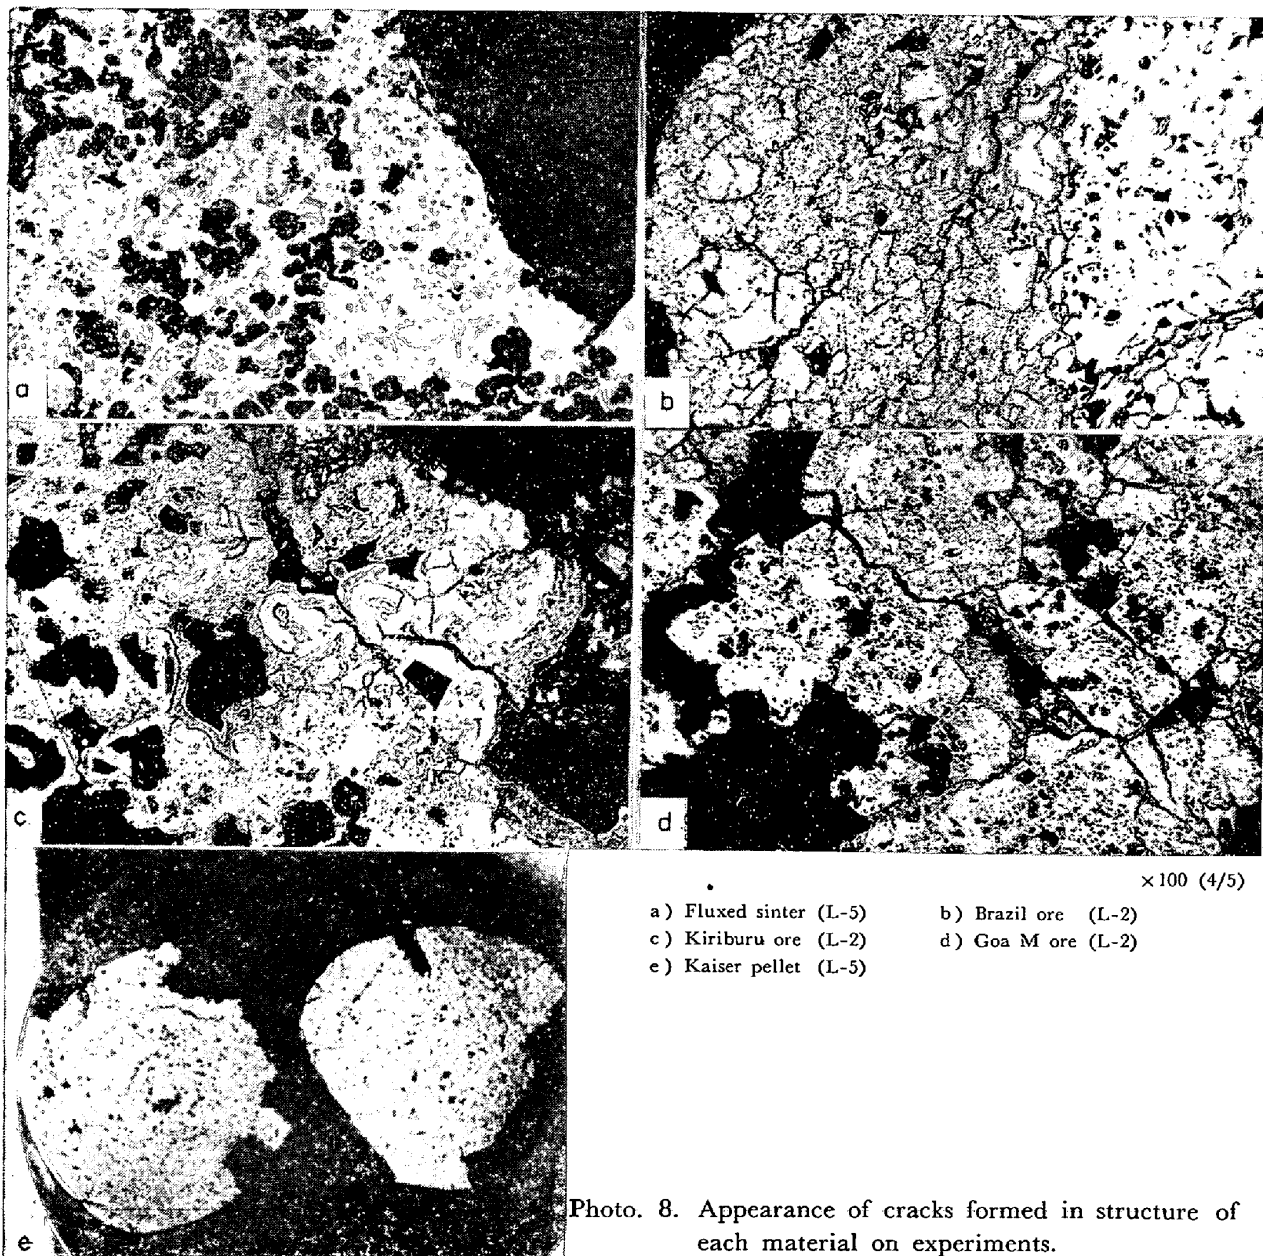 a
b
c
d
e
×100 (4/5)
a) Fluxed sinter (L-5) b) Brazil ore (L-2)
c) Kiriburu ore (L-2) d) Goa M ore (L-2)
e) Kaiser pellet (L-5)
Photo. 8. Appearance of cracks formed in structure of
each material on experiments.